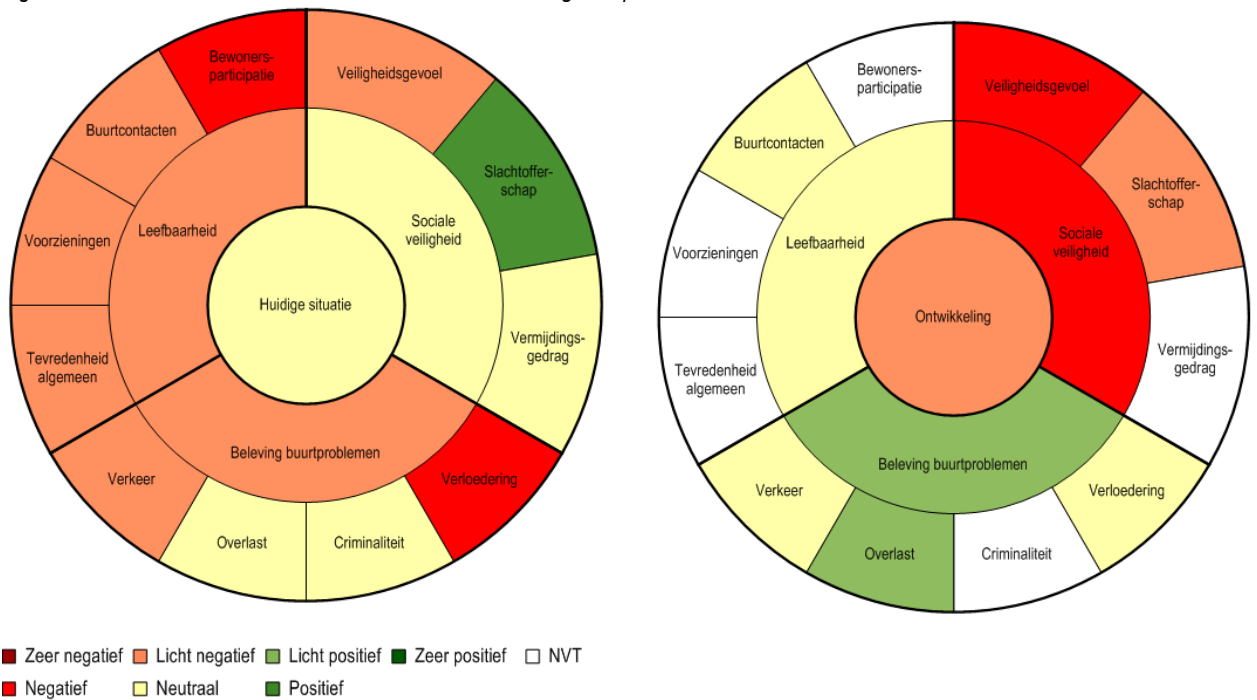 Bewoners-
participatie
Veiligheidsgevoel
Buurtcontacten
Slachtoffer-
schap
Voorzieningen
Leefbaarheid
Sociale
veiligheid
Huidige situatie
Tevredenheid
algemeen
Vermijdings-
gedrag
Beleving buurtproblemen
Verkeer
Verloedering
Overlast
Criminaliteit
Bewoners-
participatie
Veiligheidsgevoel
Buurtcontacten
Slachtoffer-
schap
Voorzieningen
Leefbaarheid
Sociale
veiligheid
Ontwikkeling
Tevredenheid
algemeen
Vermijdings-
gedrag
Beleving buurtproblemen
Verkeer
Verloedering
Overlast
Criminaliteit
Zeer negatief Licht negatief Licht positief Zeer positief NVT
Negatief Neutraal Positief